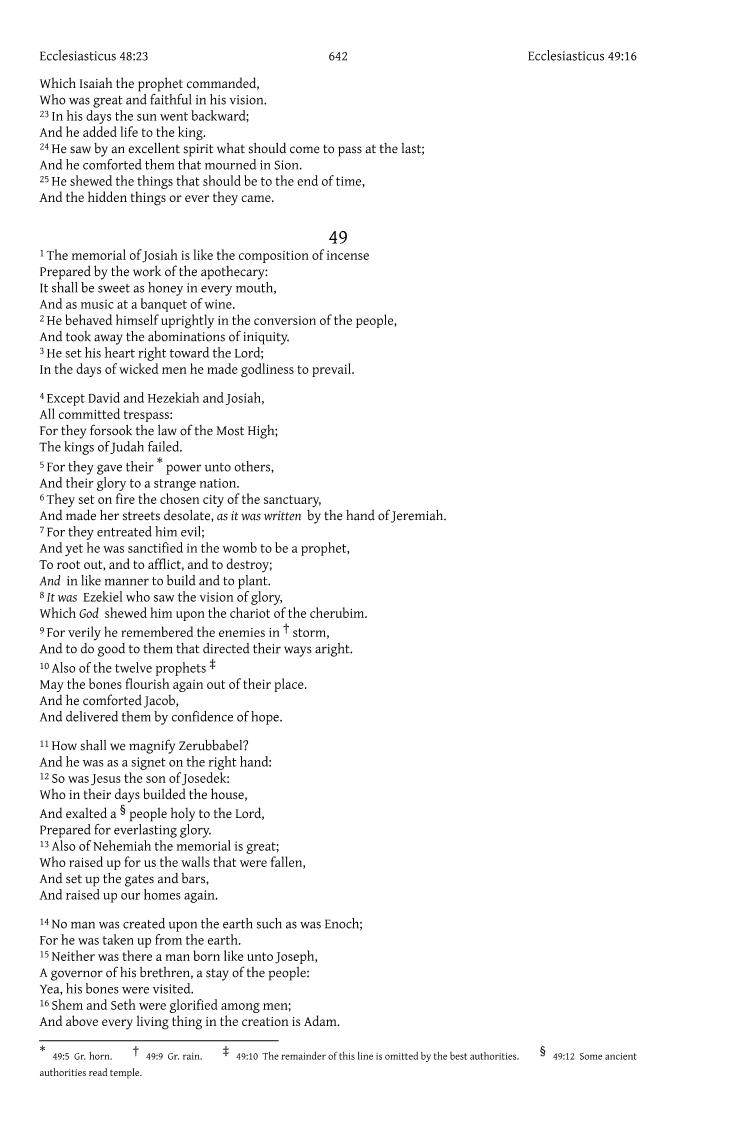 Ecclesiasticus 48:23 642 Ecclesiasticus 49:16
Which Isaiah the prophet commanded,
Who was great and faithful in his vision.
23 In his days the sun went backward;
And he added life to the king.
24 He saw by an excellent spirit what should come to pass at the last;
And he comforted them that mourned in Sion.
25 He shewed the things that should be to the end of time,
And the hidden things or ever they came.
49
1 The memorial of Josiah is like the composition of incense
Prepared by the work of the apothecary:
It shall be sweet as honey in every mouth,
And as music at a banquet of wine.
2 He behaved himself uprightly in the conversion of the people,
And took away the abominations of iniquity.
3 He set his heart right toward the Lord;
In the days of wicked men he made godliness to prevail.
4 Except David and Hezekiah and Josiah,
All committed trespass:
For they forsook the law of the Most High;
The kings of Judah failed.
5 For they gave their * power unto others,
And their glory to a strange nation.
6 They set on fire the chosen city of the sanctuary,
And made her streets desolate, as it was written by the hand of Jeremiah.
7 For they entreated him evil;
And yet he was sanctified in the womb to be a prophet,
To root out, and to afflict, and to destroy;
And in like manner to build and to plant.
8 It was Ezekiel who saw the vision of glory,
Which God shewed him upon the chariot of the cherubim.
9 For verily he remembered the enemies in † storm,
And to do good to them that directed their ways aright.
10 Also of the twelve prophets ‡
May the bones flourish again out of their place.
And he comforted Jacob,
And delivered them by confidence of hope.
11 How shall we magnify Zerubbabel?
And he was as a signet on the right hand:
12 So was Jesus the son of Josedek:
Who in their days builded the house,
And exalted a § people holy to the Lord,
Prepared for everlasting glory.
13 Also of Nehemiah the memorial is great;
Who raised up for us the walls that were fallen,
And set up the gates and bars,
And raised up our homes again.
14 No man was created upon the earth such as was Enoch;
For he was taken up from the earth.
15 Neither was there a man born like unto Joseph,
A governor of his brethren, a stay of the people:
Yea, his bones were visited.
16 Shem and Seth were glorified among men;
And above every living thing in the creation is Adam.
* 49:5 Gr. horn. † 49:9 Gr. rain. ‡ 49:10 The remainder of this line is omitted by the best authorities. § 49:12 Some ancient
authorities read temple.